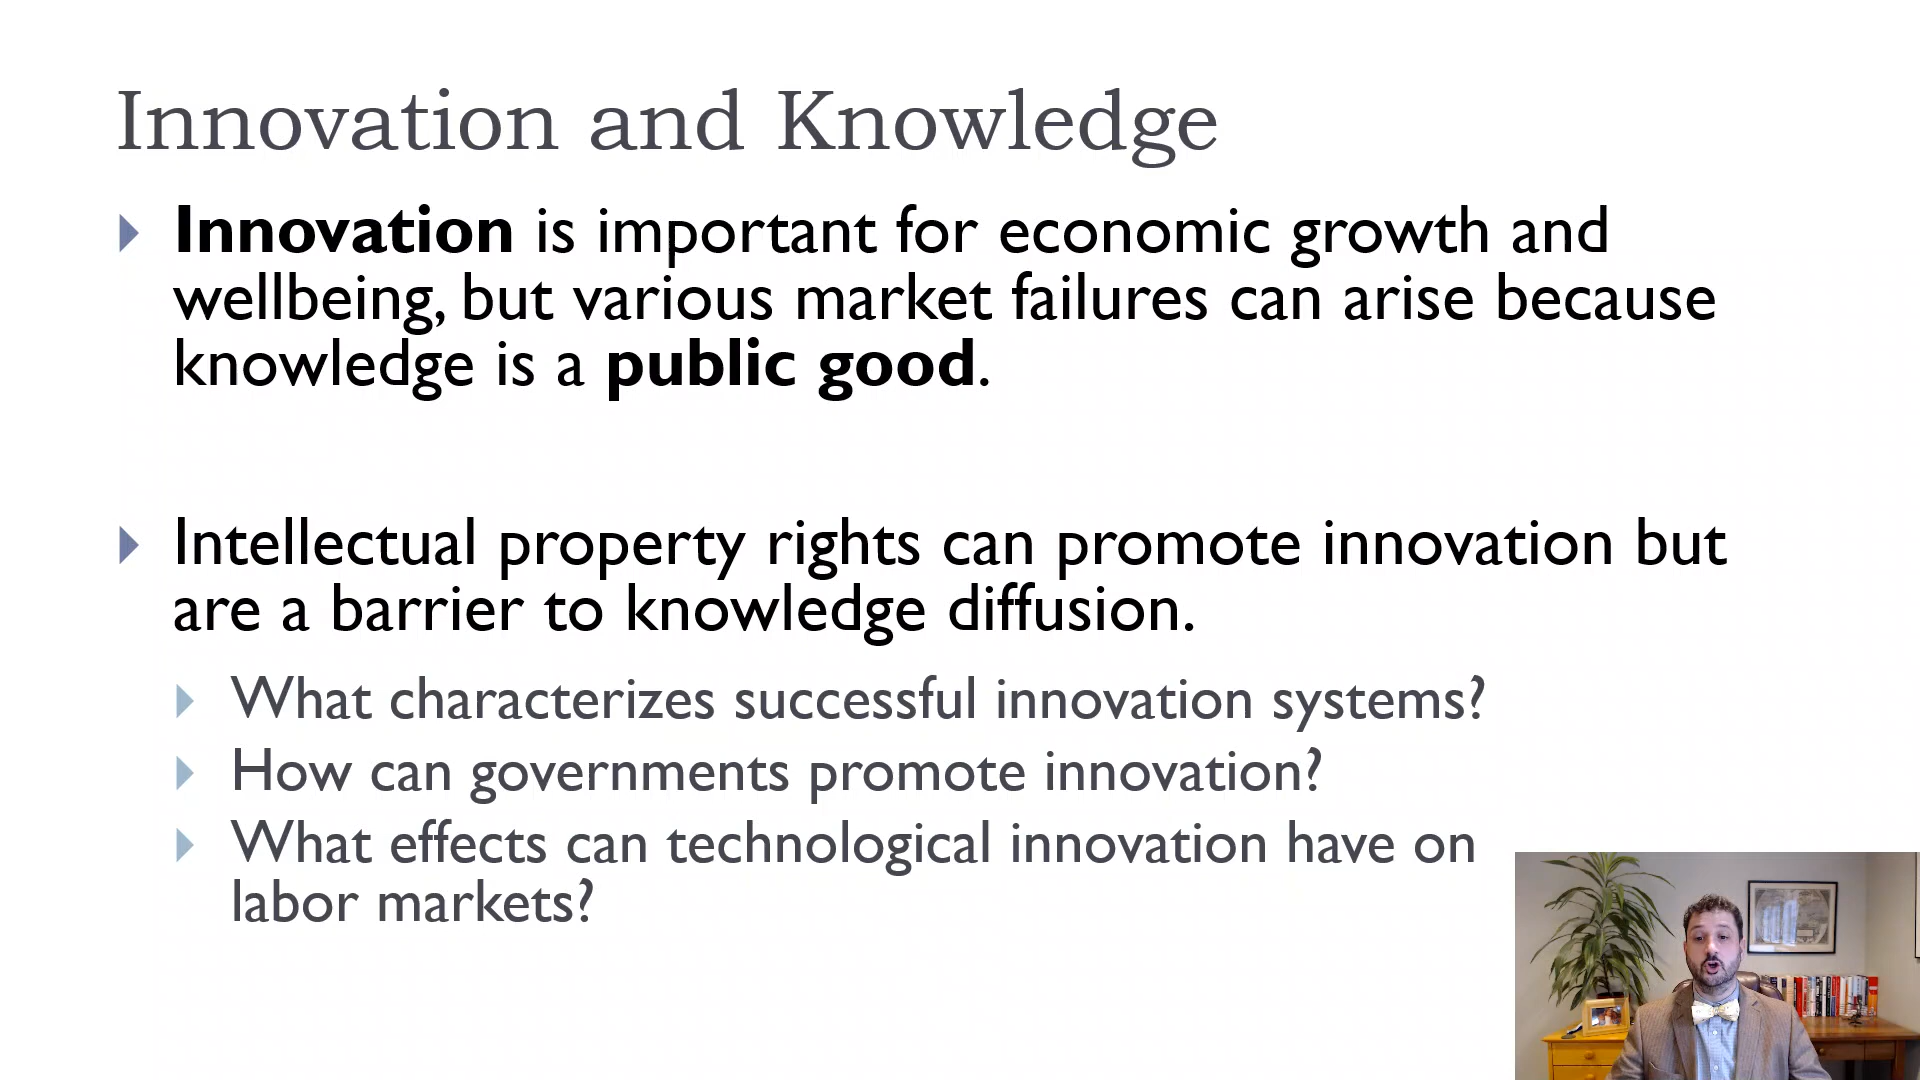 Innovation and Knowledge
Innovation is important for economic growth and
wellbeing, but various market failures can arise because
knowledge is a public good.
Intellectual property rights can promote innovation but
are a barrier to knowledge diffusion.
What characterizes successful innovation systems?
How can governments promote innovation?
What effects can technological innovation have on
labor markets?